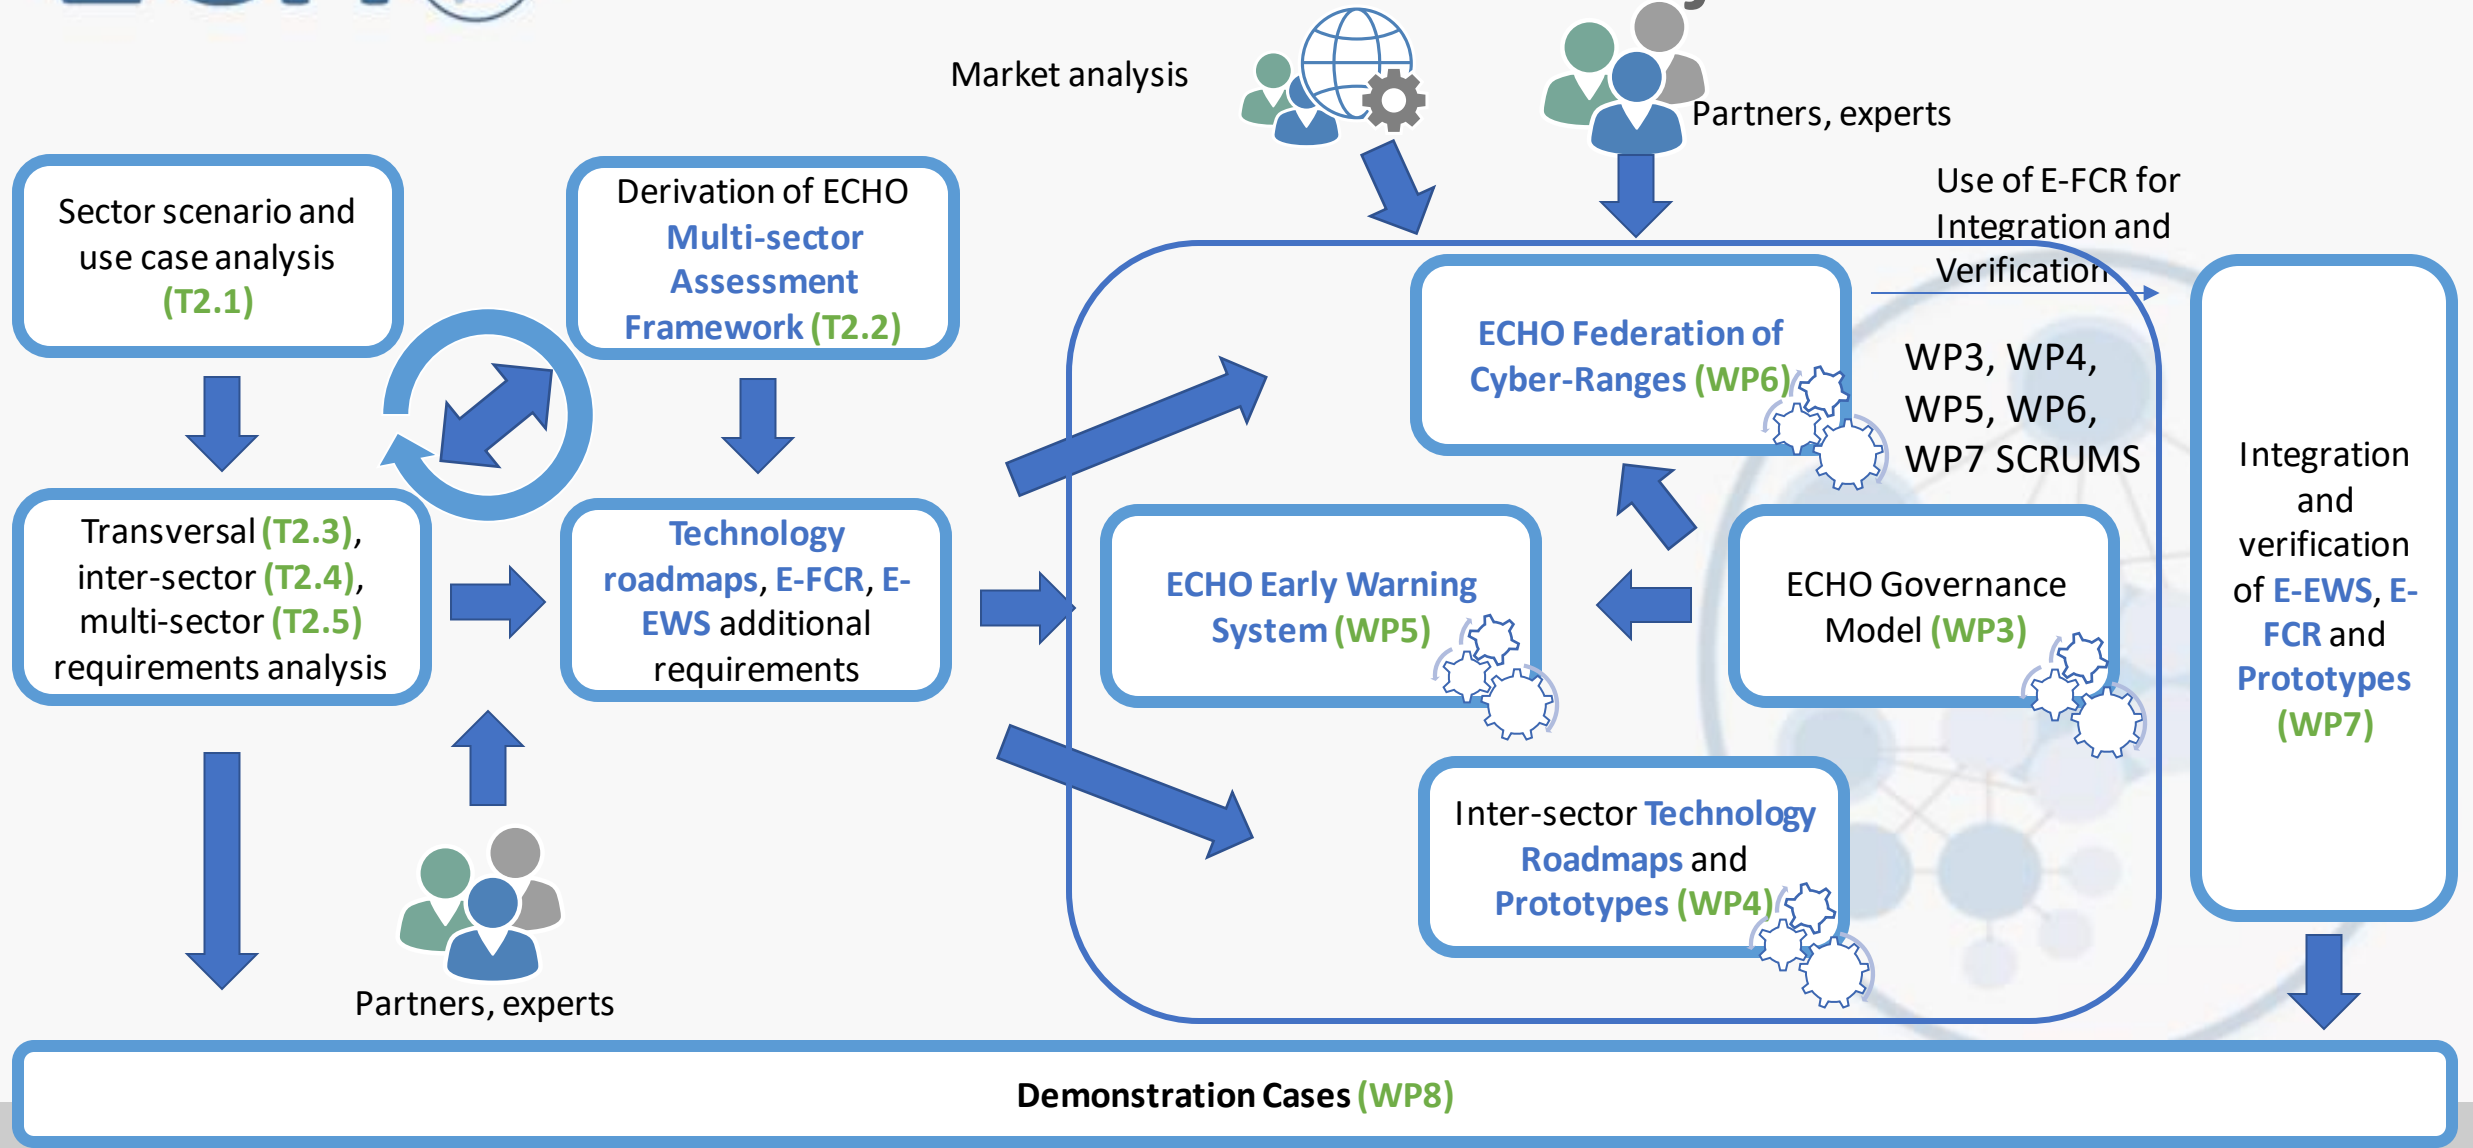 Market analysis
Partners, experts
Sector scenario and
use case analysis
(T2.1)
Derivation of ECHO
Multi-sector
Assessment
Framework (T2.2)
Use of E-FCR for
Integration and
Verification
ECHO Federation of
Cyber-Ranges (WP6)
WP3, WP4,
WP5, WP6,
WP7 SCRUMS
Transversal (T2.3),
inter-sector (T2.4),
multi-sector (T2.5)
requirements analysis
Technology
roadmaps, E-FCR, E-
EWS additional
requirements
ECHO Early Warning
System (WP5)
ECHO Governance
Model (WP3)
Integration
and
verification
of E-EWS, E-
FCR and
Prototypes
(WP7)
Inter-sector Technology
Roadmaps and
Prototypes (WP4)
Partners, experts
Demonstration Cases (WP8)